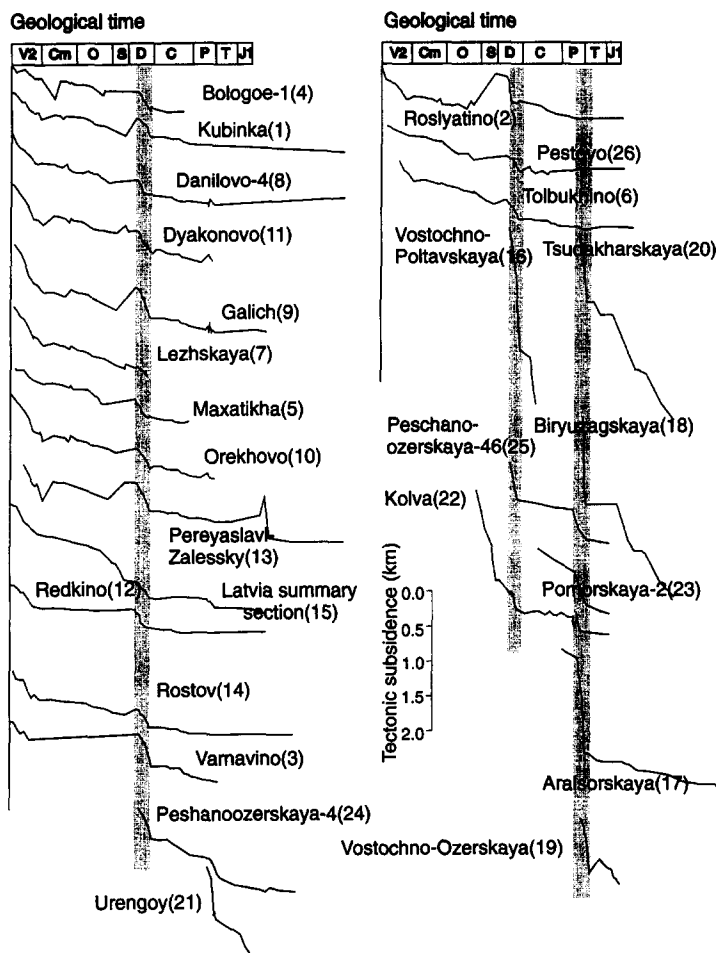 Geological time
V2 Cm O S D C P T J1
Bologoe-1(4)
Kubinka(1)
Danilovo-4(8)
Dyakonovo(11)
Galich(9)
Lezhskaya(7)
Maxatikha(5)
Orekhovo(10)
Pereyaslavl
Zalessky(13)
Redkino(12)
Latvia summary
section(15)
Rostov(14)
Varnavino(3)
Peshanoozerskaya-4(24)
Urengoy(21)
Geological time
V2 Cm O S D C P T J1
Roslyatino(2)
Pestovo(26)
Tolbukhino(6)
Vostochno-
Poltavskaya(16)
Tsudakharskaya(20)
Biryuzagskaya(18)
Peschano-
ozerskaya-46(25)
Kolva(22)
Pomorskaya-2(23)
Tectonic subsidence (km)
0.0
0.5
1.0
1.5
2.0
Aralsorskaya(17)
Vostochno-Ozerskaya(19)